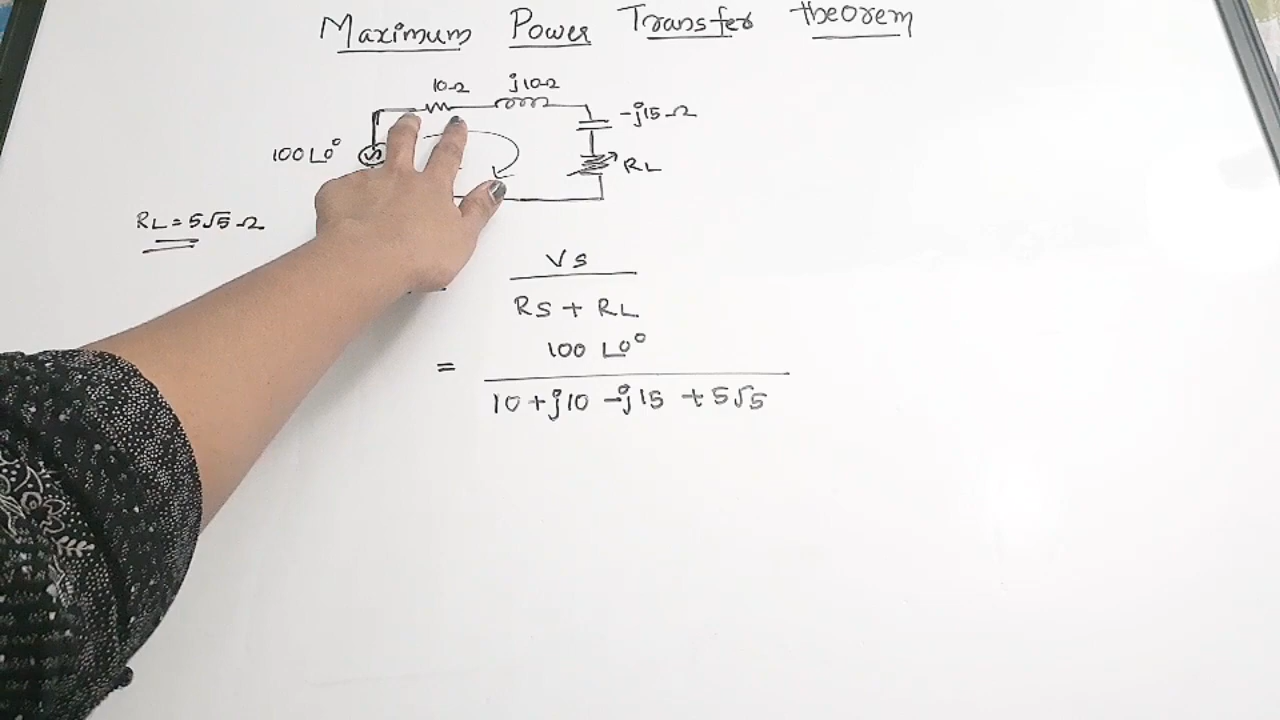 Maximum Power Transfer theorem
10Ω j10Ω
-j15Ω
100∠0°
RL
RL = 5√5 Ω
Vs
RS + RL
100 ∠0°
=
10 + j10 - j15 + 5√5